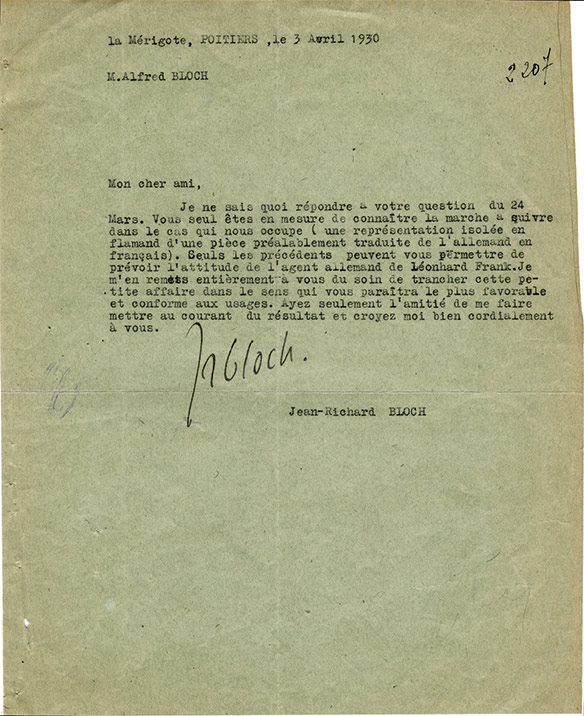 la Mérigote, POITIERS ,le 3 Avril 1930
2207
M.Alfred BLOCH
Mon cher ami,
Je ne sais quoi répondre à votre question du 24
Mars. Vous seul êtes en mesure de connaître la marche à suivre
dans le cas qui nous occupe ( une représentation isolée en
flamand d'une pièce préalablement traduite de l'allemand en
français). Seuls les précédents peuvent vous permettre de
prévoir l'attitude de l'agent allemand de Léonhard Frank.Je
m'en remets entièrement à vous du soin de trancher cette pe-
tite affaire dans le sens qui vous paraîtra le plus favorable
et conforme aux usages. Ayez seulement l'amitié de me faire
mettre au courant du résultat et croyez moi bien cordialement
à vous.
JRBloch.
Jean-Richard BLOCH